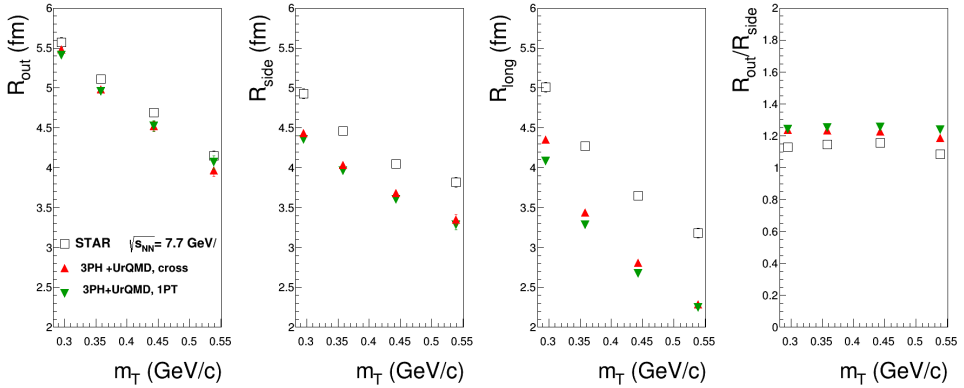 R_out (fm)
6
5.5
5
4.5
4
3.5
3
2.5
2
0.3 0.35 0.4 0.45 0.5 0.55
m_T (GeV/c)
STAR √s_NN = 7.7 GeV/
3PH +UrQMD, cross
3PH+UrQMD, 1PT
R_side (fm)
6
5.5
5
4.5
4
3.5
3
2.5
2
0.3 0.35 0.4 0.45 0.5 0.55
m_T (GeV/c)
R_long (fm)
6
5.5
5
4.5
4
3.5
3
2.5
2
0.3 0.35 0.4 0.45 0.5 0.55
m_T (GeV/c)
R_out/R_side
2
1.8
1.6
1.4
1.2
1
0.8
0.6
0.4
0.2
0
0.3 0.35 0.4 0.45 0.5 0.55
m_T (GeV/c)